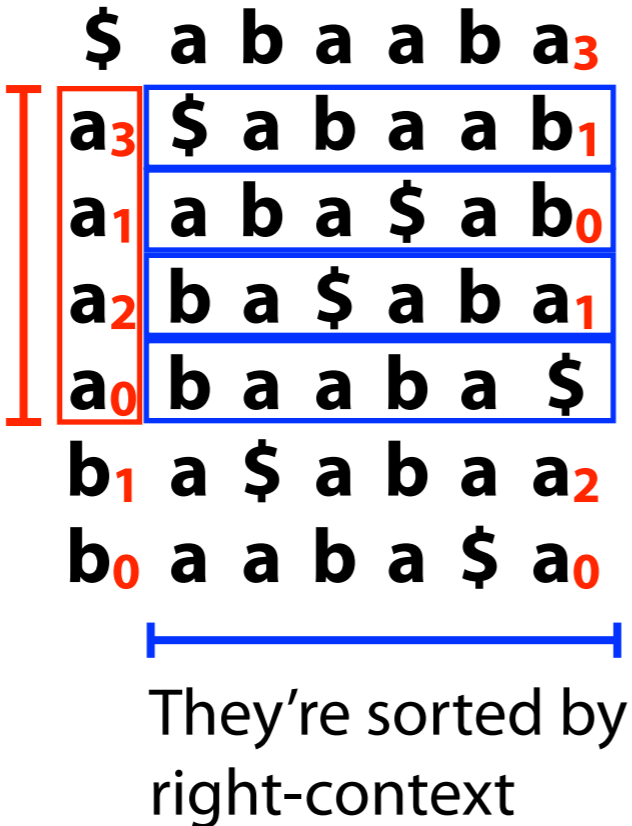 $ a b a a b a3
a3 $ a b a a b1
a1 a b a $ a b0
a2 b a $ a b a1
a0 b a a b a $
b1 a $ a b a a2
b0 a a b a $ a0
They’re sorted by
right-context